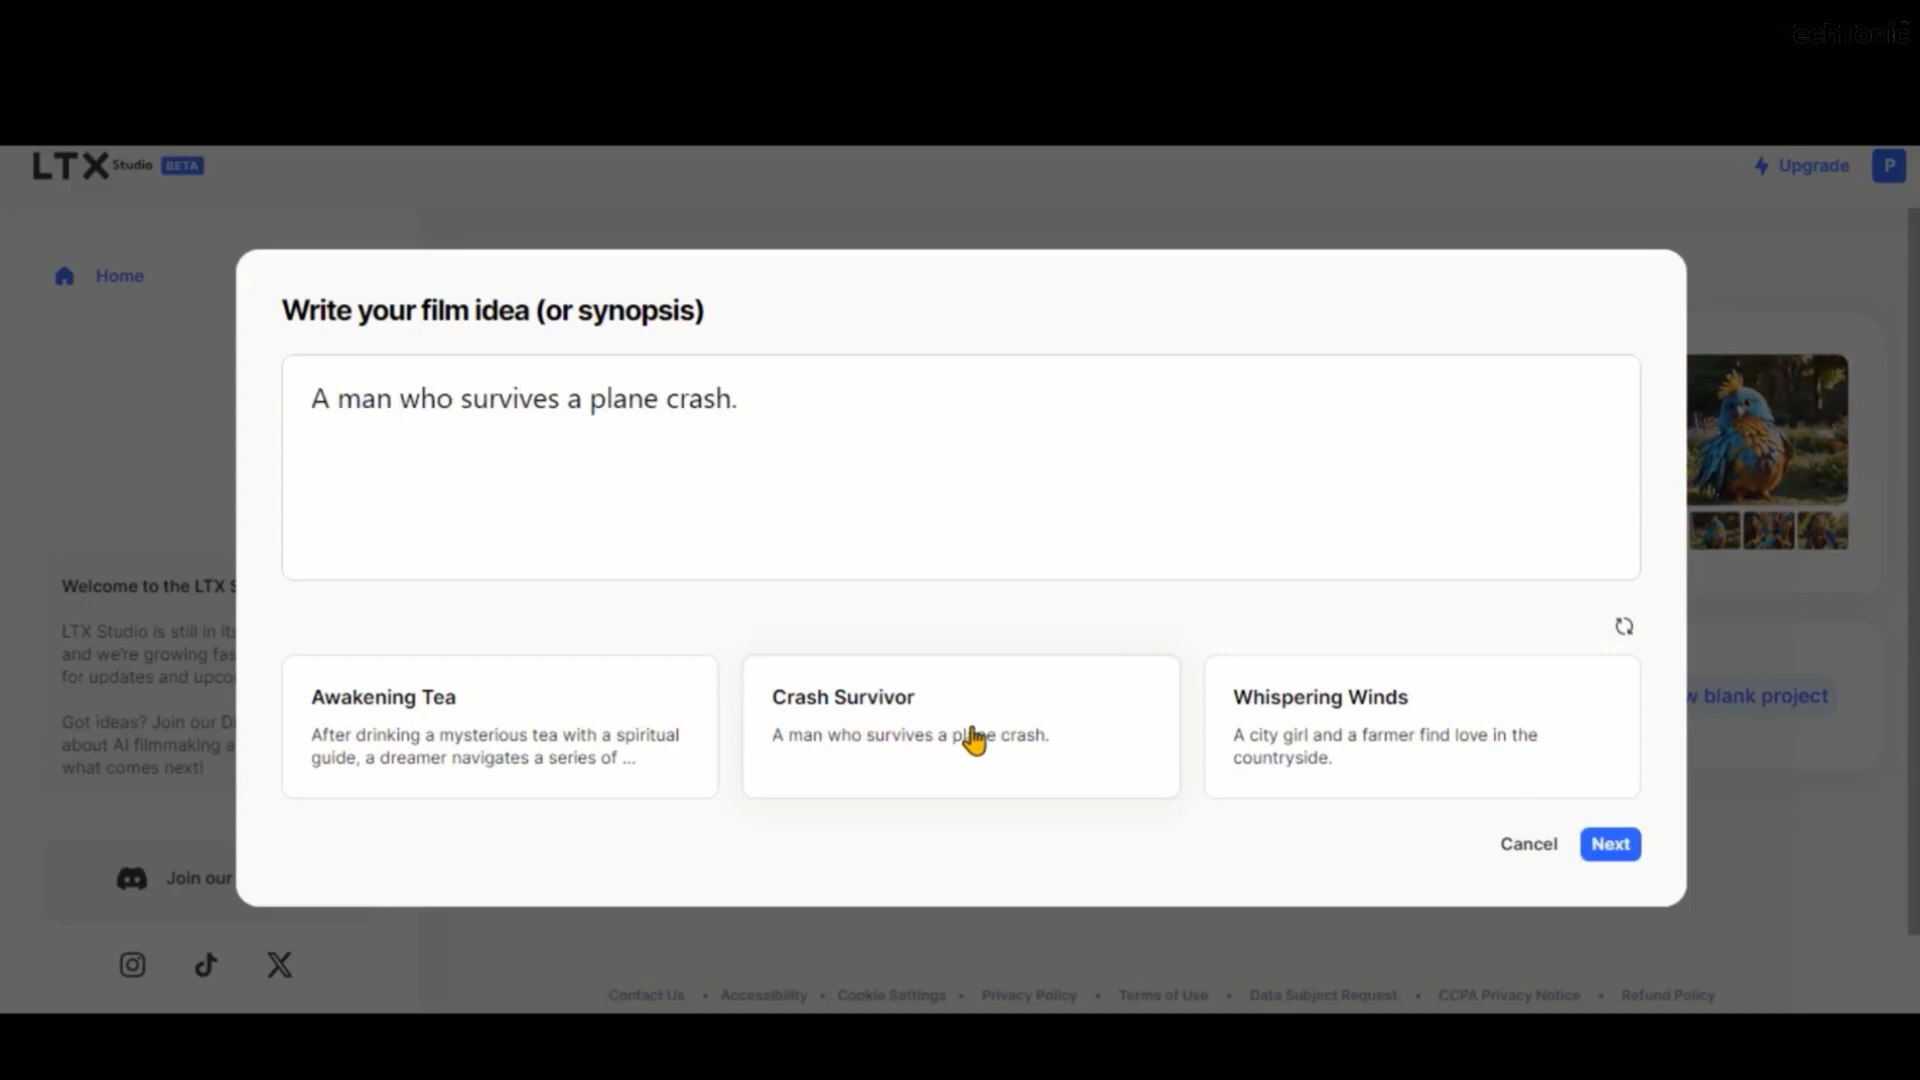 TechTonic
LTX Studio BETA
Upgrade
P
Home
Write your film idea (or synopsis)
A man who survives a plane crash.
Welcome to the LTX S
LTX Studio is still in its
and we're growing fas
for updates and upco
Got ideas? Join our Di
about AI filmmaking a
what comes next!
w blank project
Awakening Tea
After drinking a mysterious tea with a spiritual
guide, a dreamer navigates a series of ...
Crash Survivor
A man who survives a plane crash.
Whispering Winds
A city girl and a farmer find love in the
countryside.
Cancel
Next
Join our
Contact Us • Accessibility • Cookie Settings • Privacy Policy • Terms of Use • Data Subject Request • CCPA Privacy Notice • Refund Policy